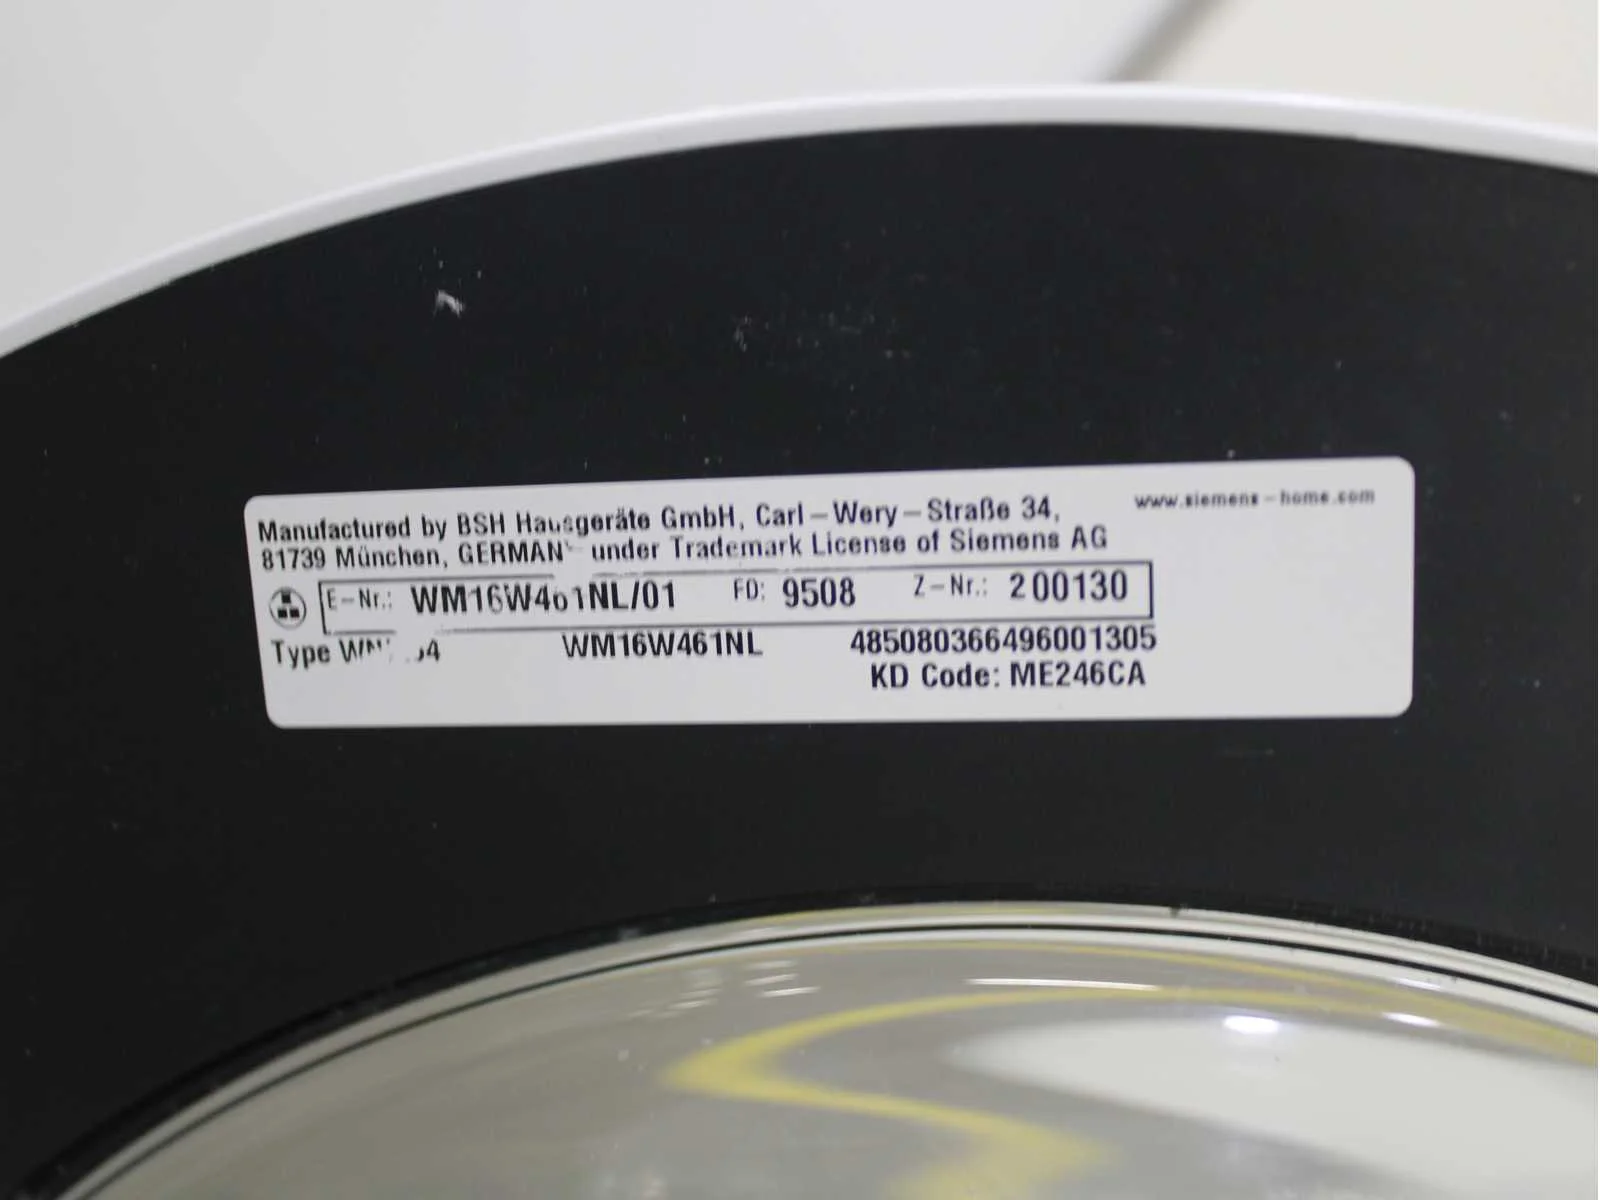 www.siemens-home.com
Manufactured by BSH Hausgeräte GmbH, Carl-Wery-Straße 34,
81739 München, GERMANY under Trademark License of Siemens AG
E-Nr.: WM16W461NL/01 FD: 9508 Z-Nr.: 200130
Type WM16W461NL 485080366496001305
KD Code: ME246CA